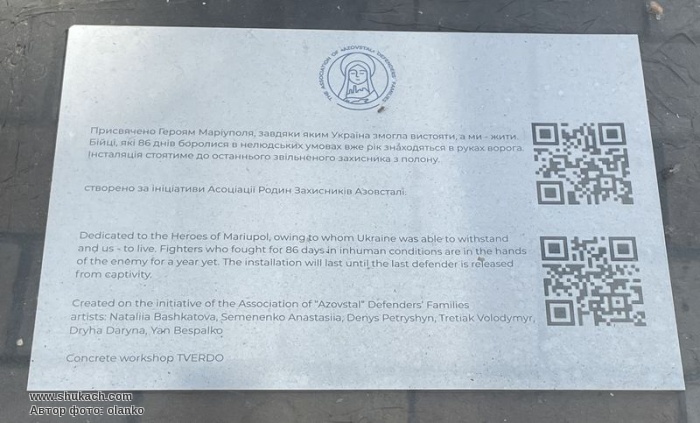 THE ASSOCIATION OF "AZOVSTAL" DEFENDERS' FAMILIES
Присвячено Героям Маріуполя, завдяки яким Україна змогла вистояти, а ми - жити.
Бійці, які 86 днів боролися в нелюдських умовах вже рік знаходяться в руках ворога.
Інсталяція стоятиме до останнього звільненого захисника з полону.
створено за ініціативи Асоціації Родин Захисників Азовсталі.
Dedicated to the Heroes of Mariupol, owing to whom Ukraine was able to withstand
and us - to live. Fighters who fought for 86 days in inhuman conditions are in the hands
of the enemy for a year yet. The installation will last until the last defender is released
from captivity.
Created on the initiative of the Association of "Azovstal" Defenders' Families
artists: Nataliia Bashkatova, Semenenko Anastasiia, Denys Petryshyn, Tretiak Volodymyr,
Dryha Daryna, Yan Bespalko
Concrete workshop TVERDO
www.shukach.com
Автор фото: olanko